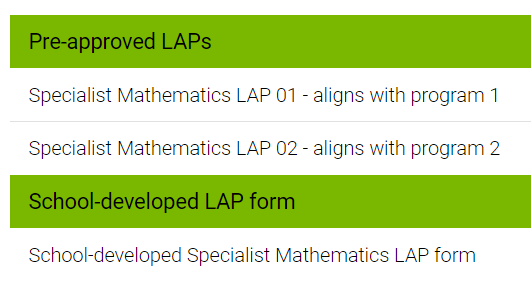 Pre-approved LAPs
Specialist Mathematics LAP 01 - aligns with program 1
Specialist Mathematics LAP 02 - aligns with program 2
School-developed LAP form
School-developed Specialist Mathematics LAP form